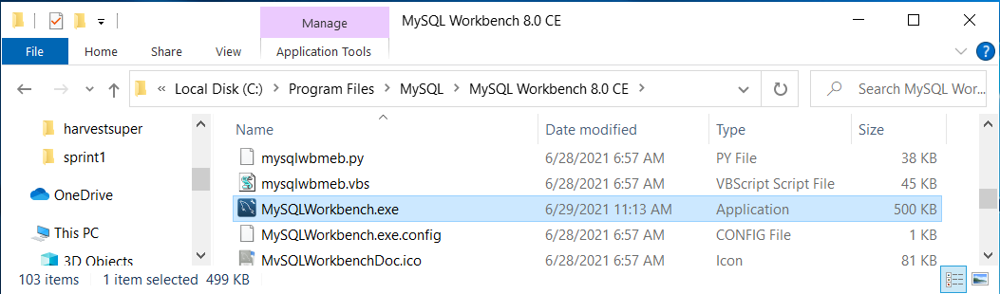 Manage
MySQL Workbench 8.0 CE
File
Home
Share
View
Application Tools
?
« Local Disk (C:) > Program Files > MySQL > MySQL Workbench 8.0 CE >
Search MySQL Wor...
harvestsuper
sprint1
OneDrive
This PC
3D Objects
Name Date modified Type Size
mysqlwbmeb.py 6/28/2021 6:57 AM PY File 38 KB
mysqlwbmeb.vbs 6/28/2021 6:57 AM VBScript Script File 45 KB
MySQLWorkbench.exe 6/29/2021 11:13 AM Application 500 KB
MySQLWorkbench.exe.config 6/28/2021 6:57 AM CONFIG File 1 KB
MySQLWorkbenchDoc.ico 6/28/2021 6:57 AM Icon 81 KB
103 items 1 item selected 499 KB